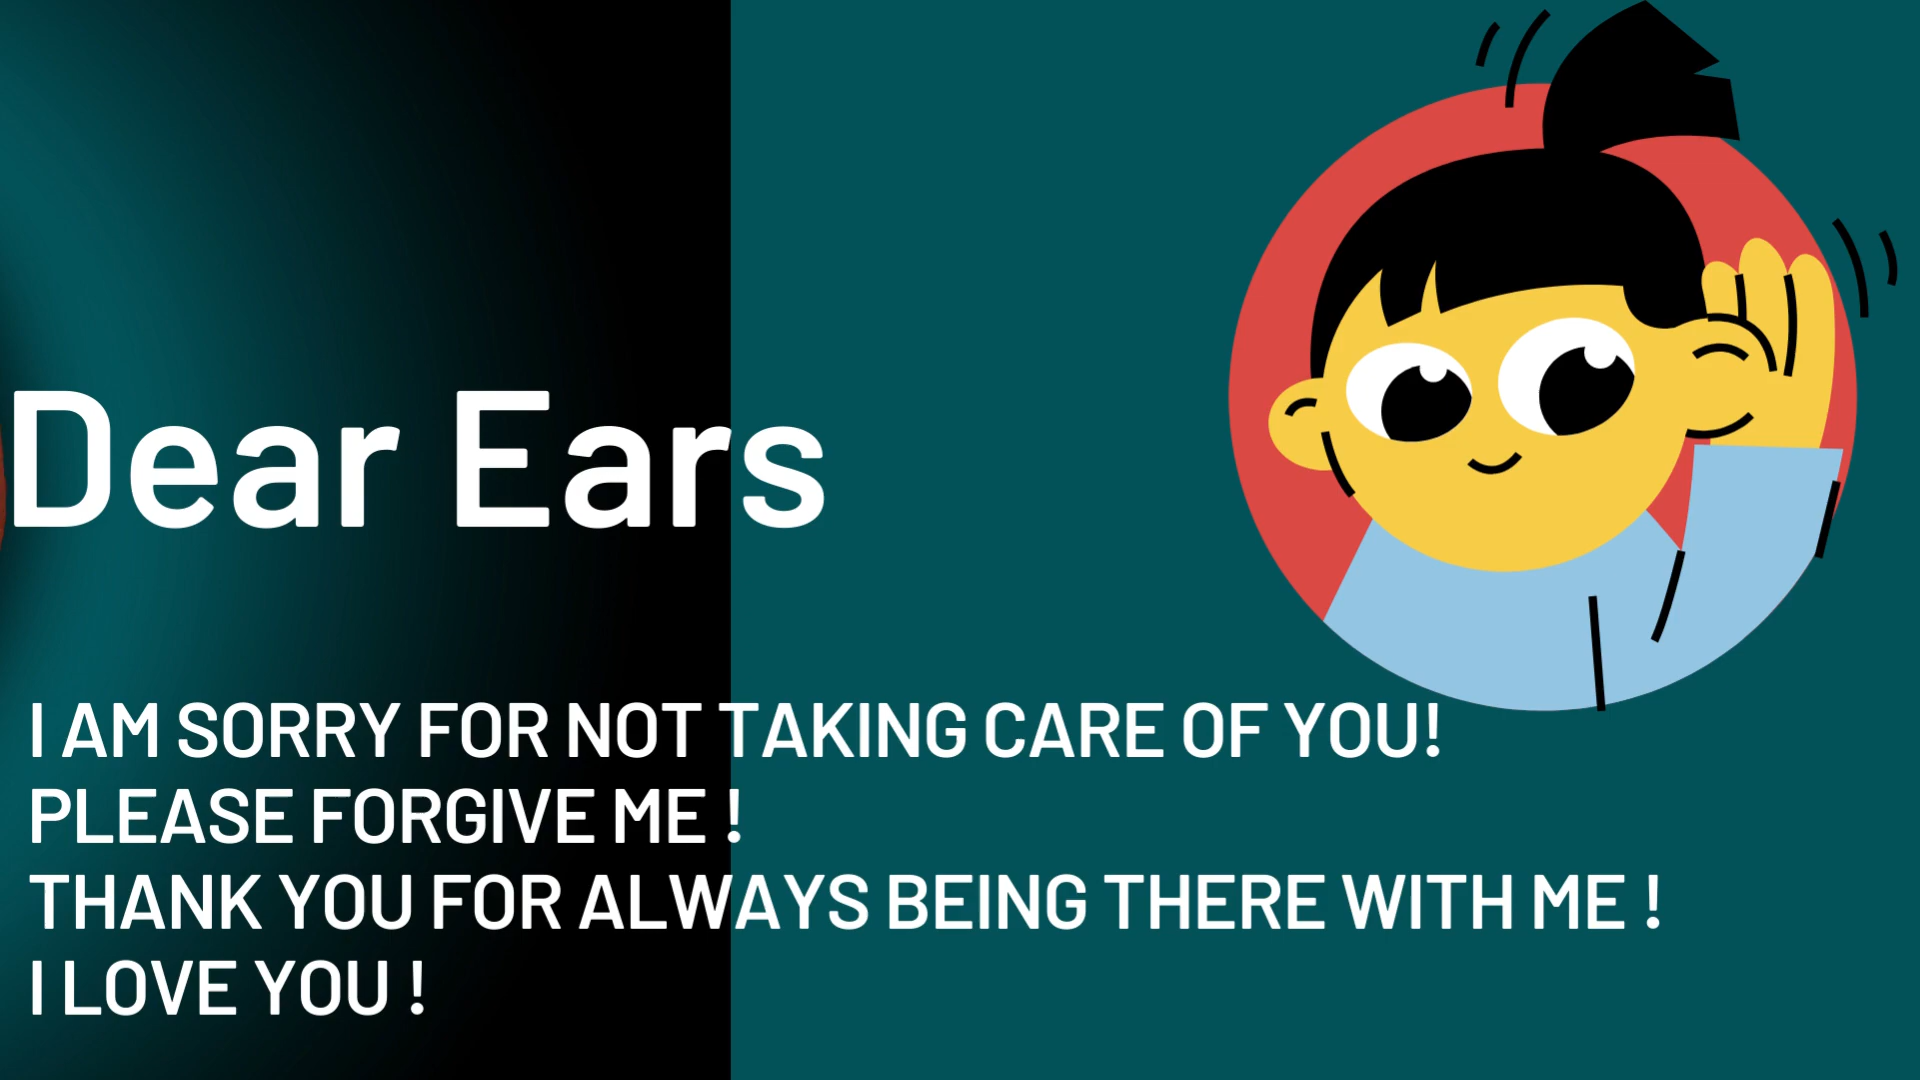 Dear Ears
I AM SORRY FOR NOT TAKING CARE OF YOU!
PLEASE FORGIVE ME !
THANK YOU FOR ALWAYS BEING THERE WITH ME !
I LOVE YOU !